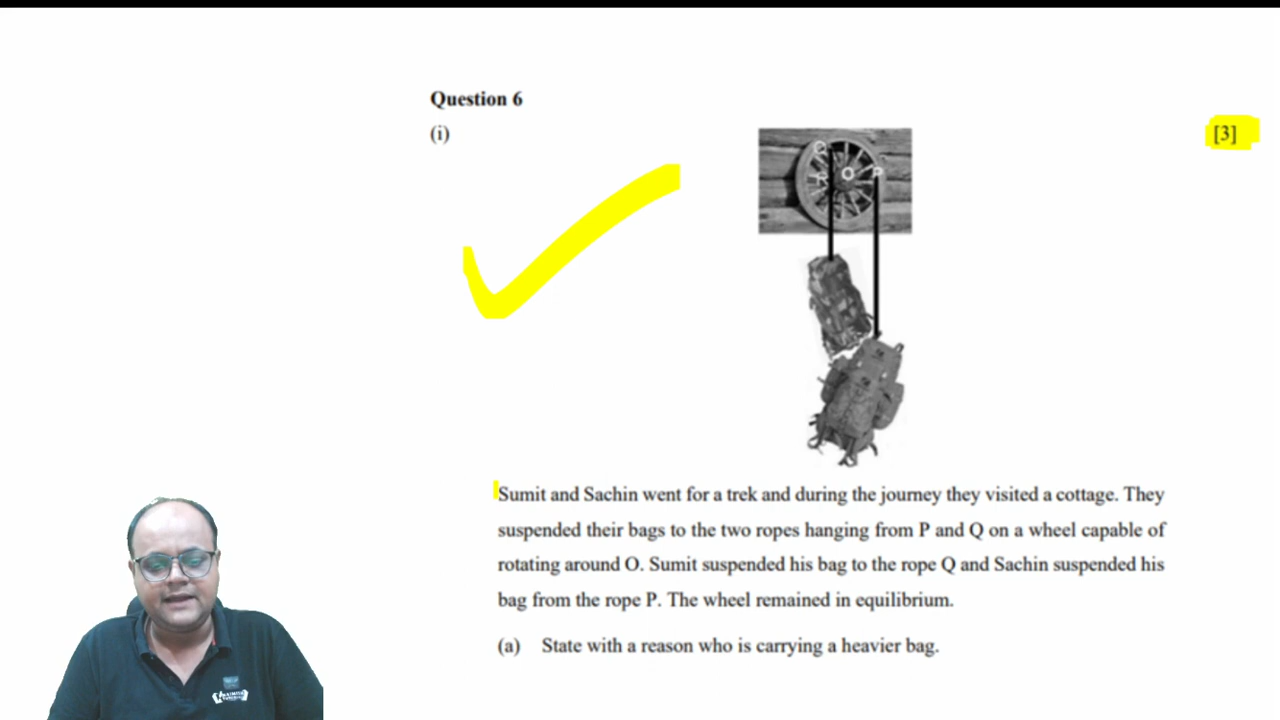 Question 6
(i)
[3]
Q
R
O
P
Sumit and Sachin went for a trek and during the journey they visited a cottage. They
suspended their bags to the two ropes hanging from P and Q on a wheel capable of
rotating around O. Sumit suspended his bag to the rope Q and Sachin suspended his
bag from the rope P. The wheel remained in equilibrium.
(a) State with a reason who is carrying a heavier bag.